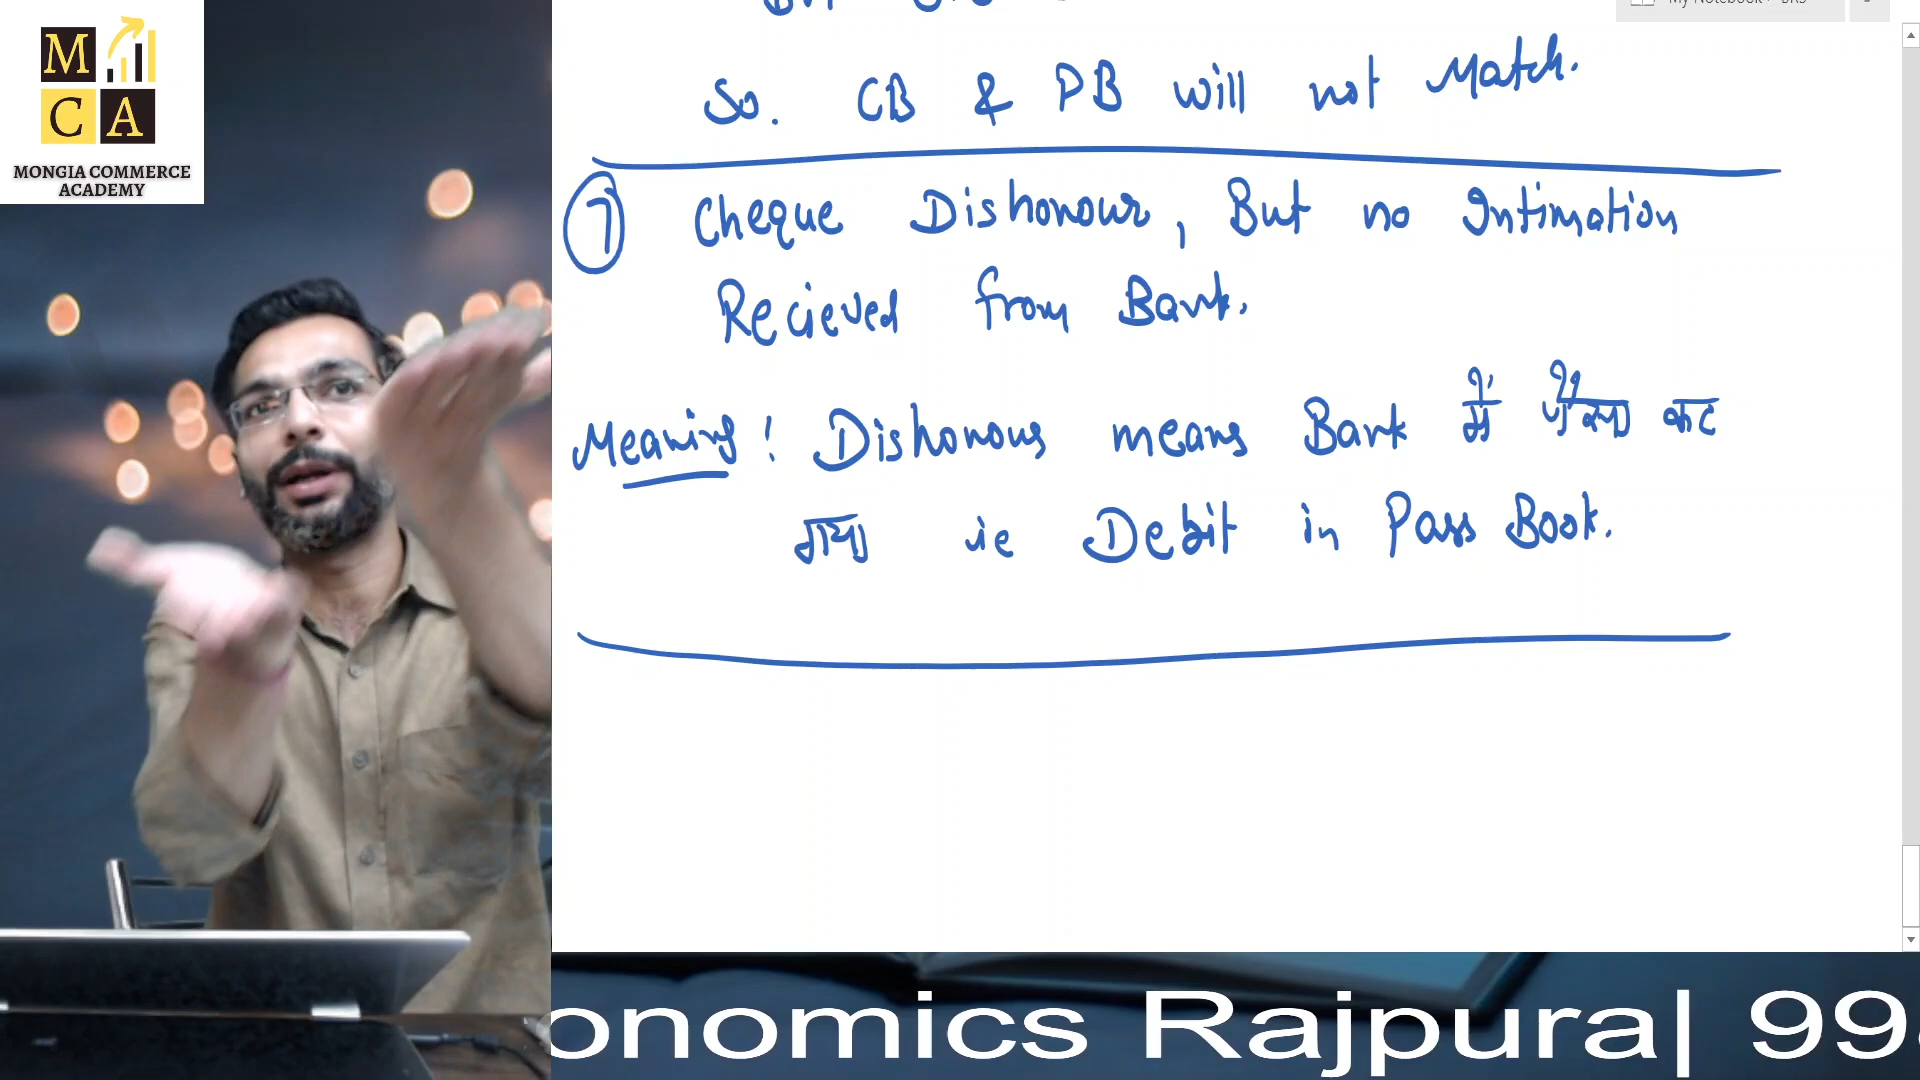 M
C A
MONGIA COMMERCE
ACADEMY
So. CB & PB will not Match.
7 Cheque Dishonour, But no Intimation
Recieved from Bank.
Meaning: Dishonour means Bank में पैसा काट
गया ie Debit in Pass Book.
onomics Rajpura| 99